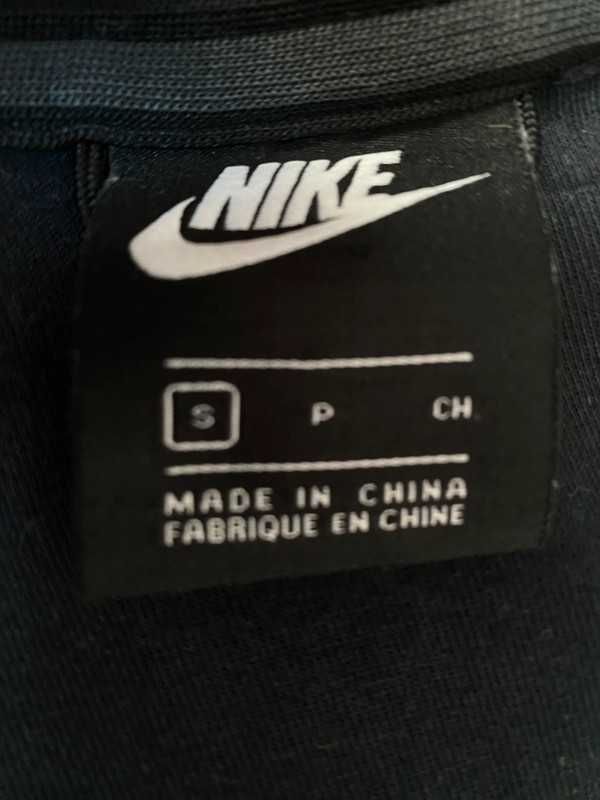 NIKE
S P CH
MADE IN CHINA
FABRIQUE EN CHINE